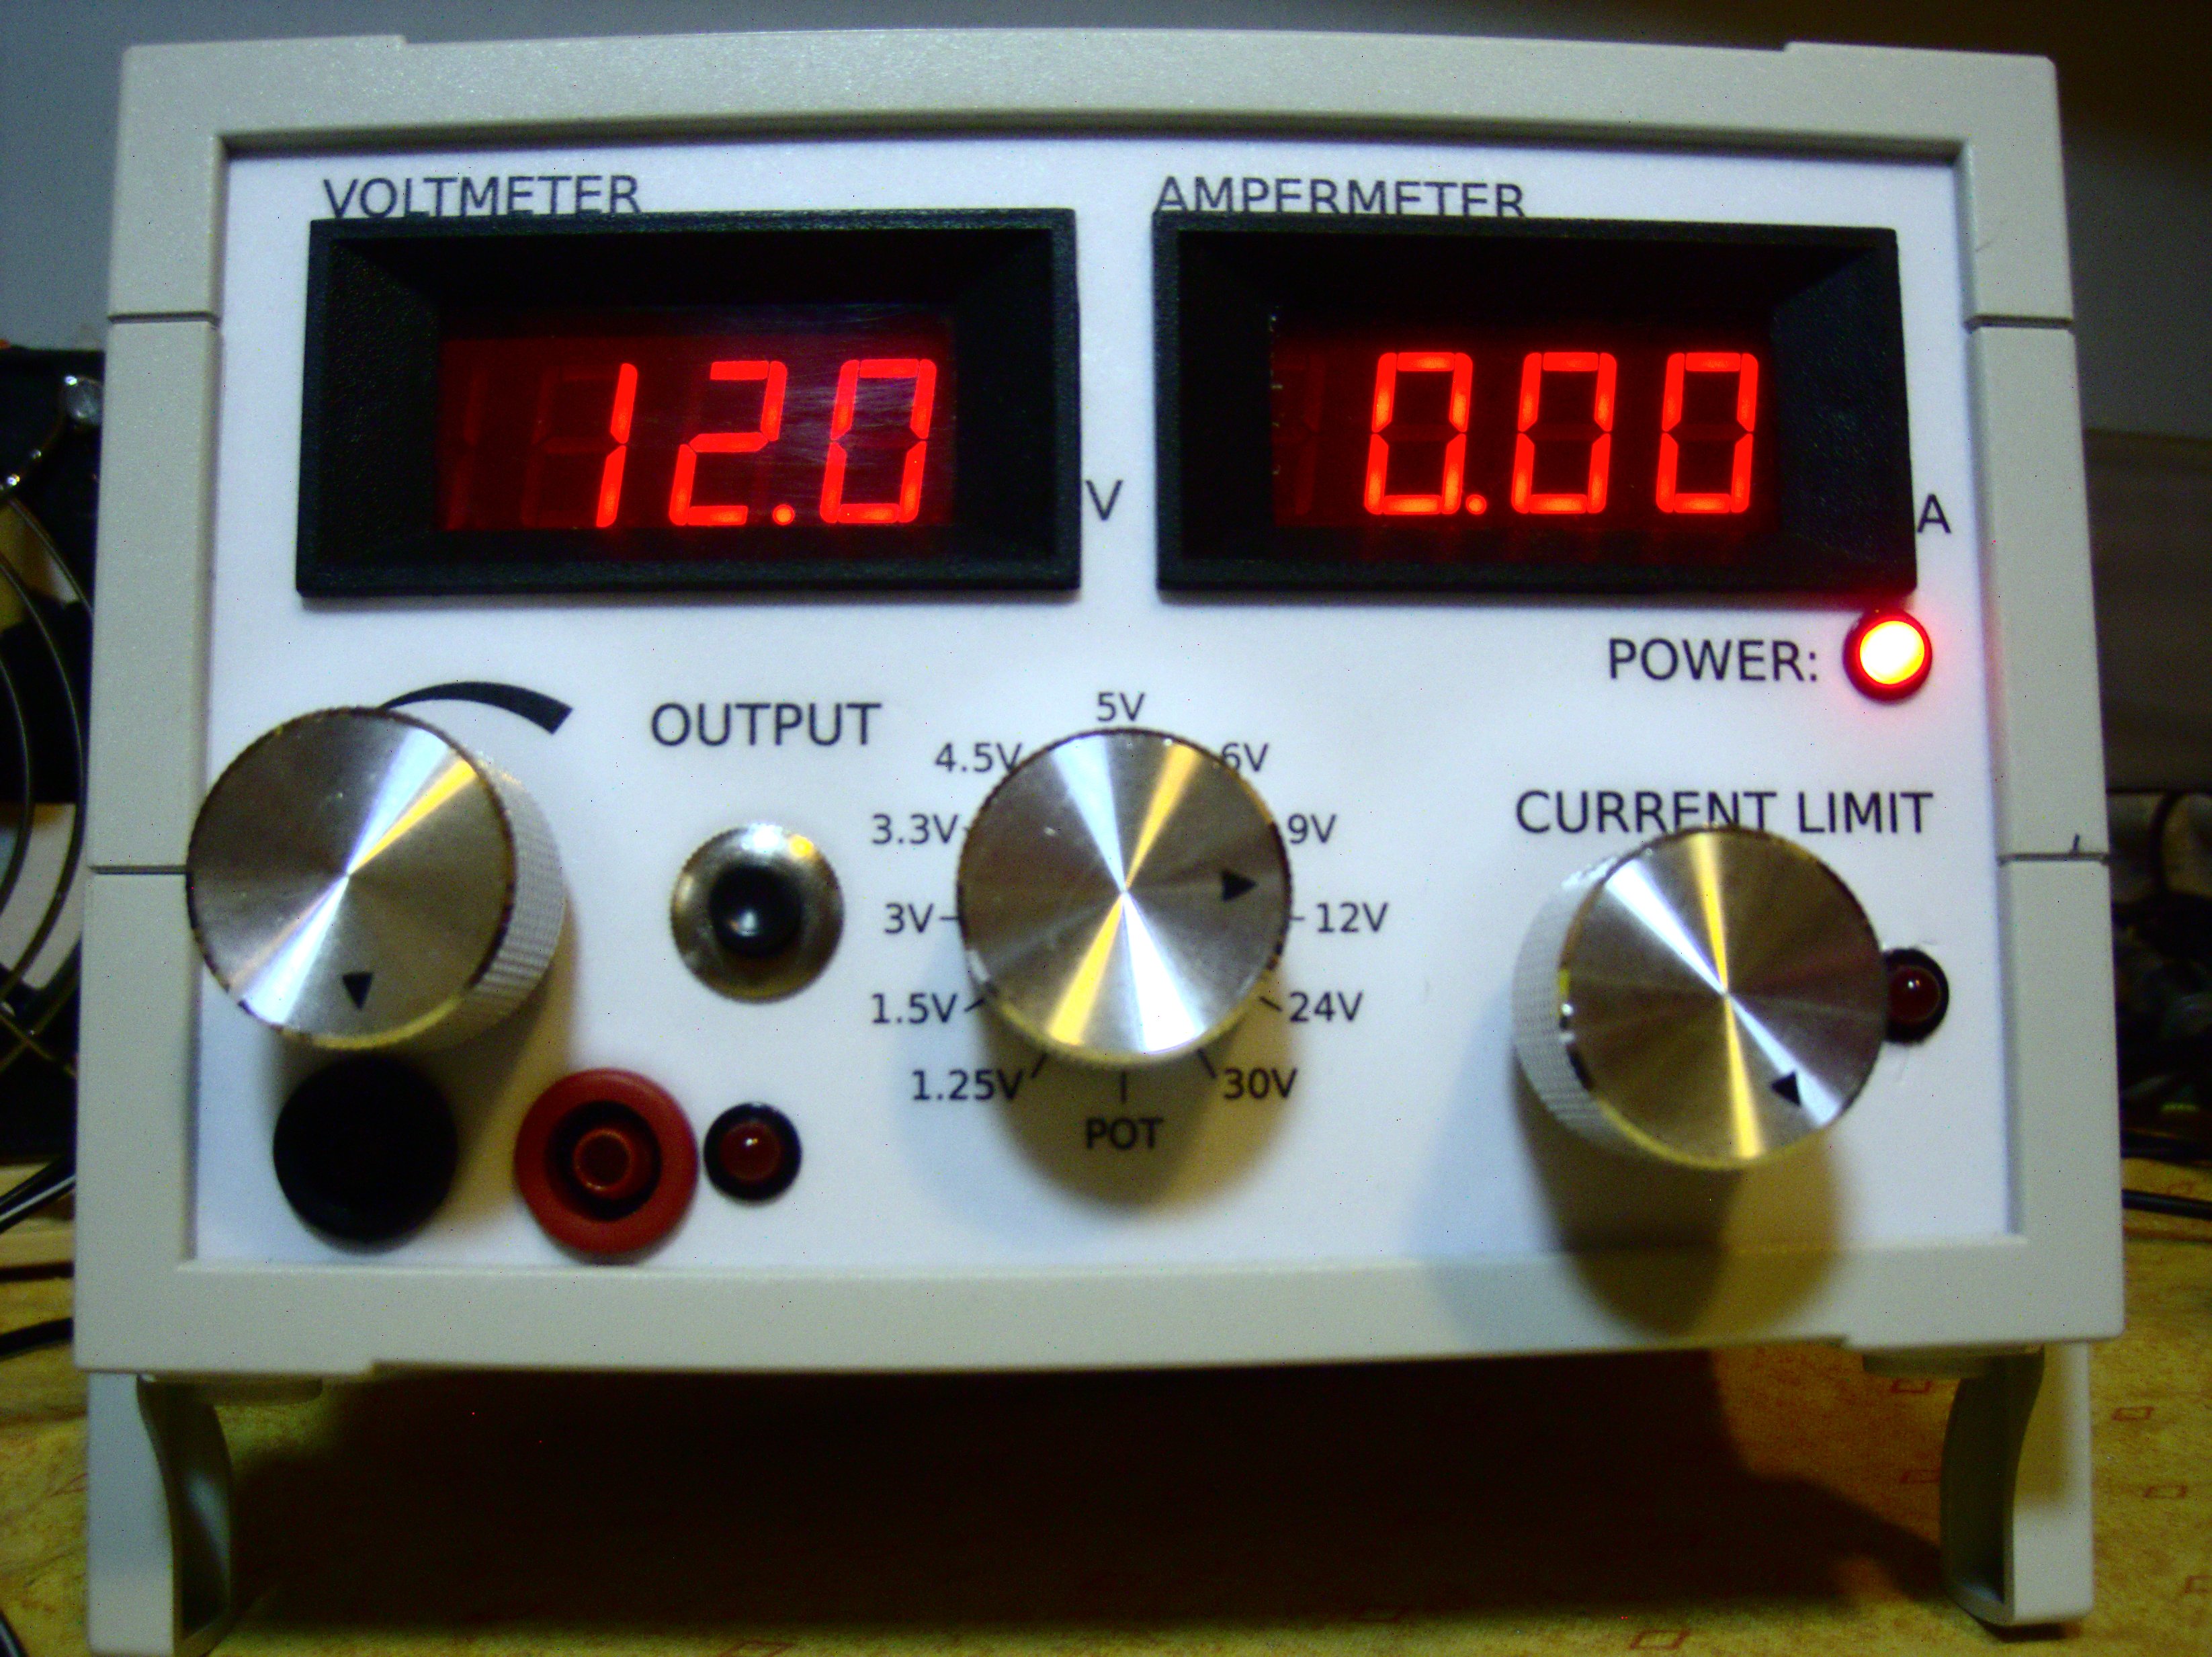 VOLTMETER
AMPERMETER
12.0
V
0.00
A
POWER:
OUTPUT
5V
4.5V
6V
3.3V
9V
3V
12V
1.5V
24V
1.25V
30V
POT
CURRENT LIMIT